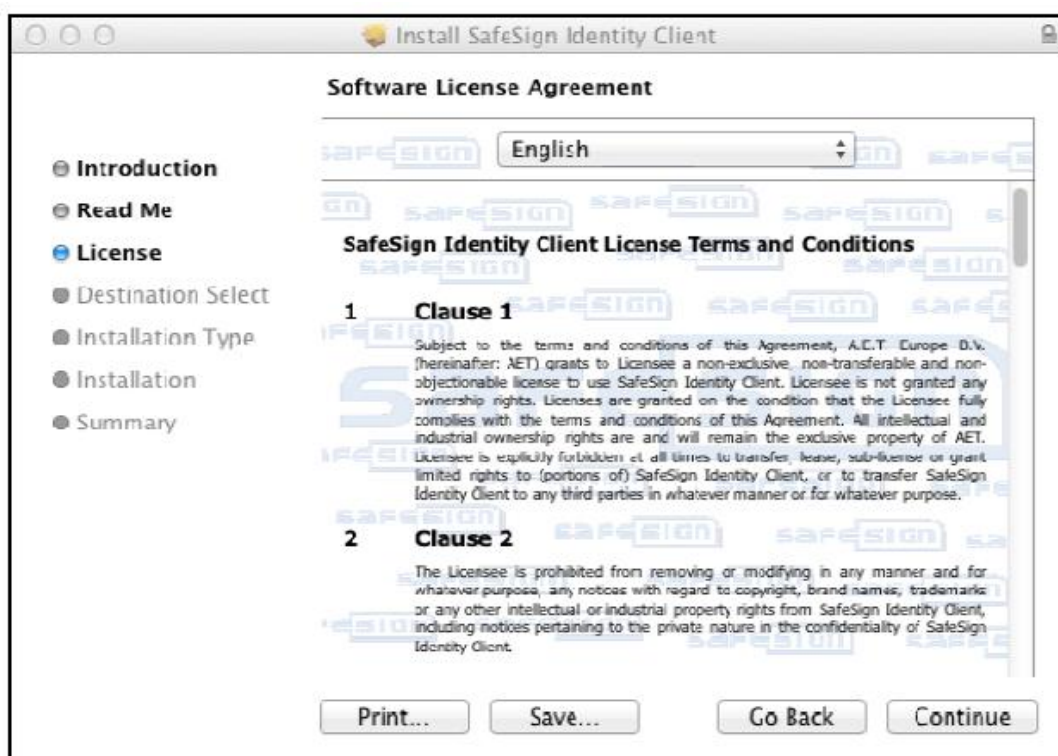 Install SafeSign Identity Client
Software License Agreement
English
Introduction
Read Me
License
Destination Select
Installation Type
Installation
Summary
SafeSign Identity Client License Terms and Conditions
1 Clause 1
Subject to the terms and conditions of this Agreement, A.E.T Europe B.V.
(hereinafter: AET) grants to Licensee a non-exclusive, non-transferable and non-
objectionable license to use SafeSign Identity Client. Licensee is not granted any
ownership rights. Licenses are granted on the condition that the Licensee fully
complies with the terms and conditions of this Agreement. All intellectual and
industrial ownership rights are and will remain the exclusive property of AET.
Licensee is explicitly forbidden at all times to transfer, lease, sub-license or grant
limited rights to (portions of) SafeSign Identity Client, or to transfer SafeSign
Identity Client to any third parties in whatever manner or for whatever purpose.
2 Clause 2
The Licensee is prohibited from removing or modifying in any manner and for
whatever purpose, any notices with regard to copyright, brand names, trademarks
or any other intellectual or industrial property rights from SafeSign Identity Client,
including notices pertaining to the private nature in the confidentiality of SafeSign
Identity Client.
Print... Save... Go Back Continue